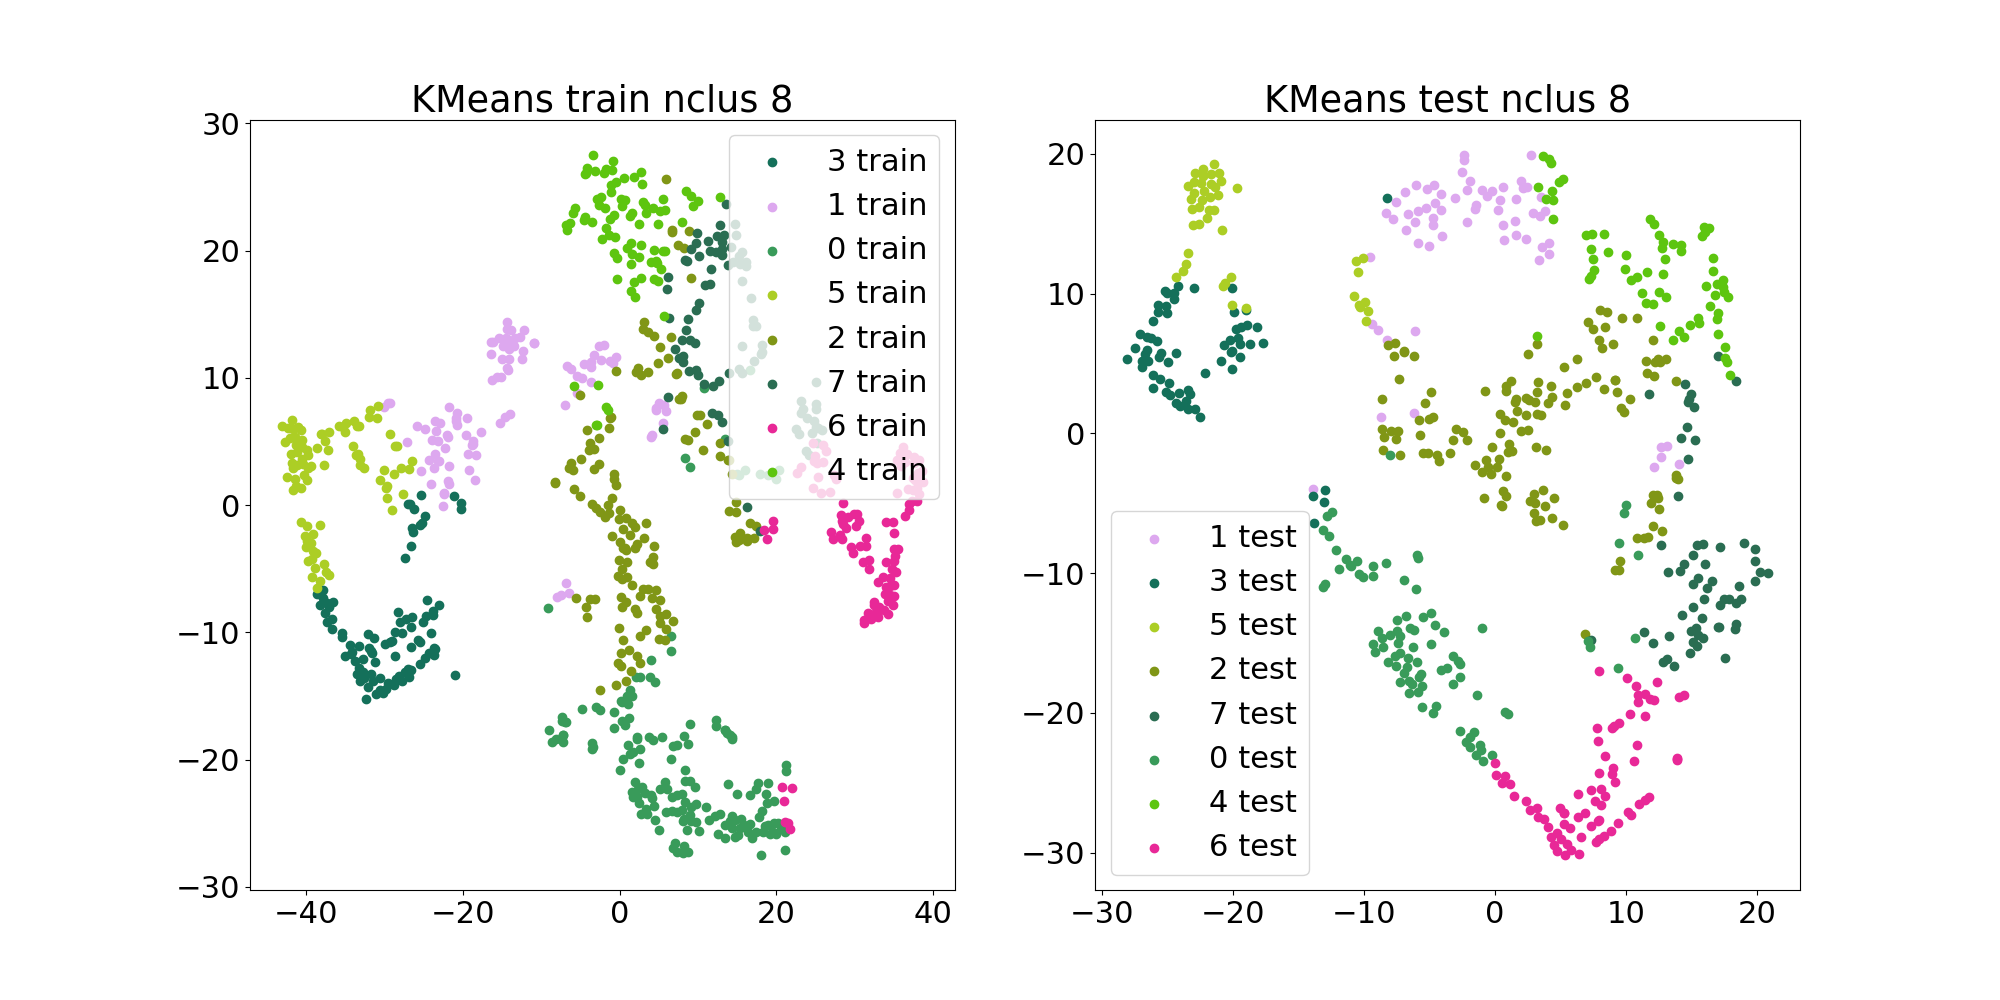 KMeans train nclus 8
30
20
10
0
−10
−20
−30
−40
−20
0
20
40
3 train
1 train
0 train
5 train
2 train
7 train
6 train
4 train
KMeans test nclus 8
20
10
0
−10
−20
−30
−30
−20
−10
0
10
20
1 test
3 test
5 test
2 test
7 test
0 test
4 test
6 test